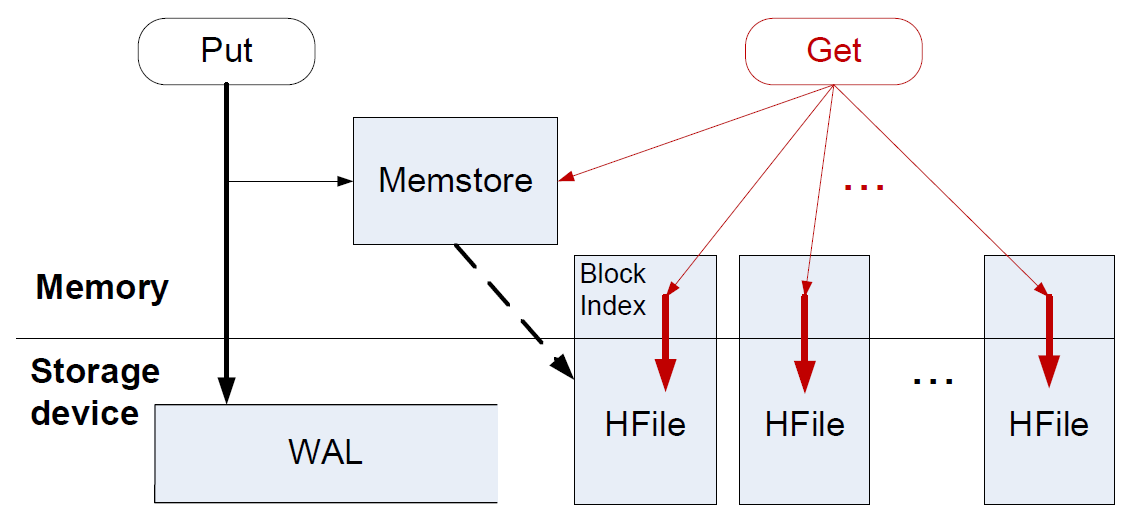 Put
Get
Memstore
...
Block
Index
Memory
Storage
device
...
HFile
HFile
HFile
WAL